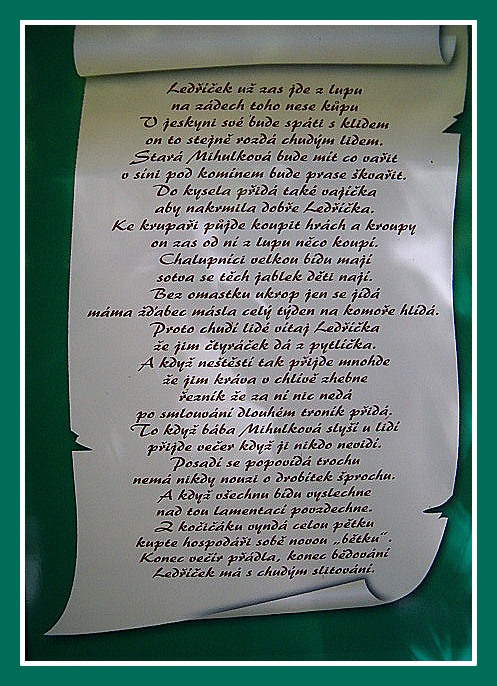 Ledříček už zas jde z lupu
na zádech toho nese kůpu
V jeskyni své bude spáti s klidem
on to stejně rozdá chudým lidem.
Stará Mihulková bude mít co vařit
v síni pod komínem bude prase škvařit.
Do kysela přidá také vajíčka
aby nakrmila dobře Ledříčka.
Ke krupaři půjde koupit hrách a kroupy
on zas od ní z lupu něco koupí.
Chalupníci velkou bídu mají
sotva se těch jablek děti nají.
Bez omastku ukrop jen se jídá
máma žďabec másla celý týden na komoře hlídá.
Proto chudí lidé vítaj Ledříčka
že jim čtyráček dá z pytlíčka.
A když neštěstí tak přijde mnohde
že jim kráva v chlívě zhebne
řezník že za ní nic nedá
po smlouvání dlouhém troník přidá.
To když bába Mihulková slyší u lidí
přijde večer když ji nikdo nevidí.
Posadí se popovídá trochu
nemá nikdy nouzi o drobítek šprochu.
A když všechnu bídu vyslechne
nad tou lamentací povzdechne.
Z kočičáku vyndá celou pětku
kupte hospodáři sobě novou „bětku".
Konec večír přádla, konec bědování
Ledříček má s chudým slitování.